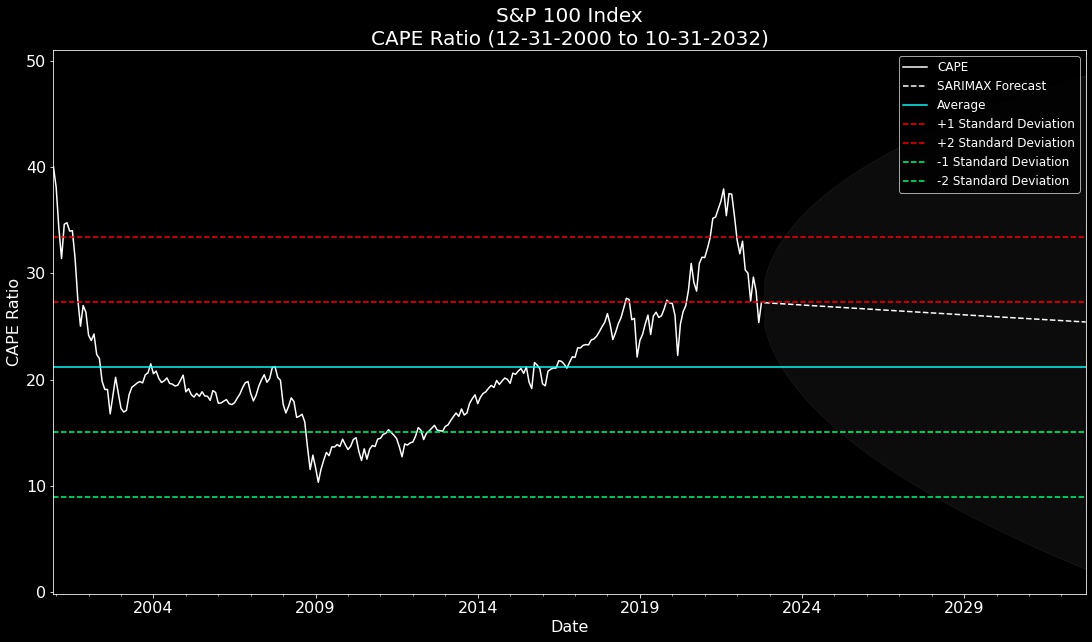 S&P 100 Index
CAPE Ratio (12-31-2000 to 10-31-2032)
CAPE
SARIMAX Forecast
Average
+1 Standard Deviation
+2 Standard Deviation
-1 Standard Deviation
-2 Standard Deviation
CAPE Ratio
50
40
30
20
10
0
2004
2009
2014
2019
2024
2029
Date